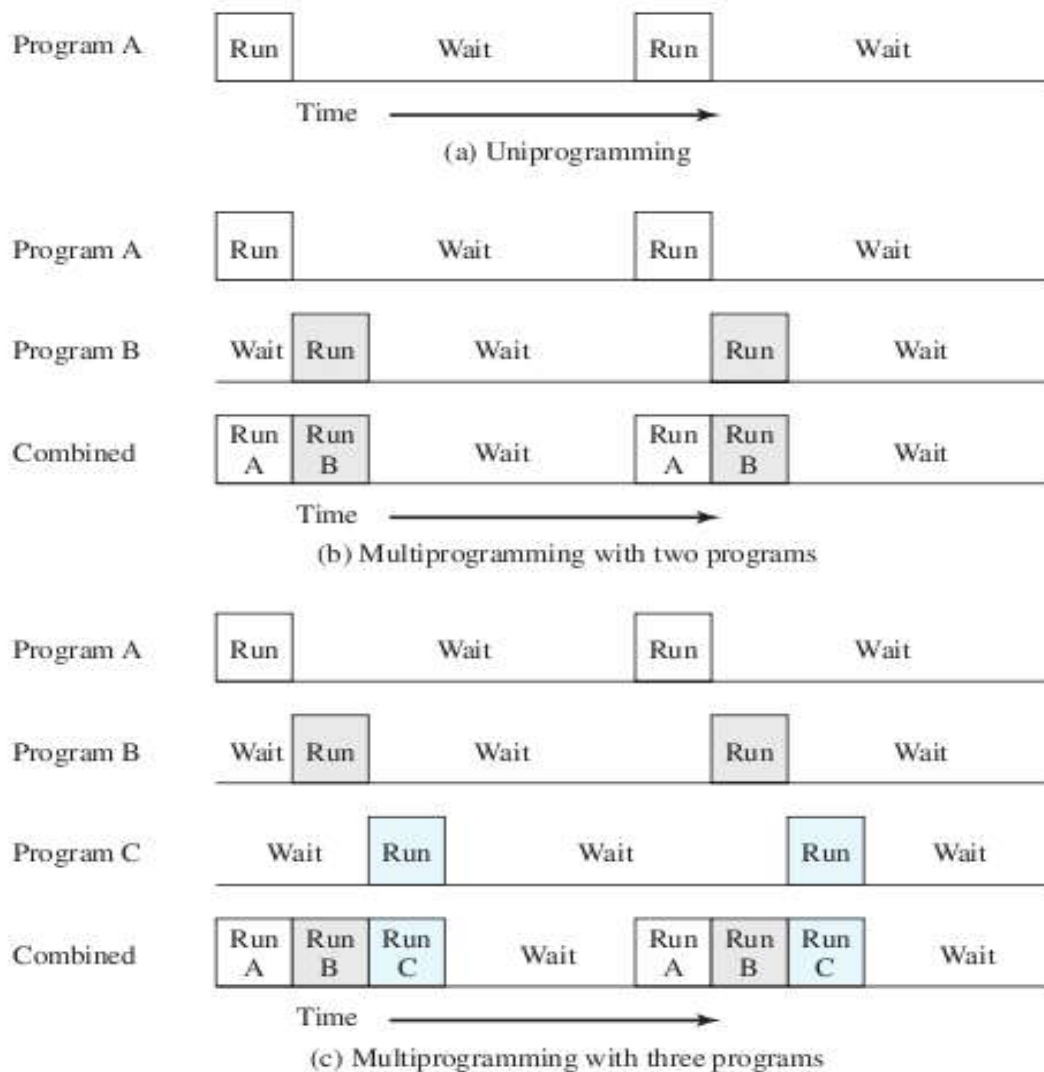 Program A Run Wait Run Wait
Time
(a) Uniprogramming
Program A Run Wait Run Wait
Program B Wait Run Wait Run Wait
Combined Run A Run B Wait Run A Run B Wait
Time
(b) Multiprogramming with two programs
Program A Run Wait Run Wait
Program B Wait Run Wait Run Wait
Program C Wait Run Wait Run Wait
Combined Run A Run B Run C Wait Run A Run B Run C Wait
Time
(c) Multiprogramming with three programs